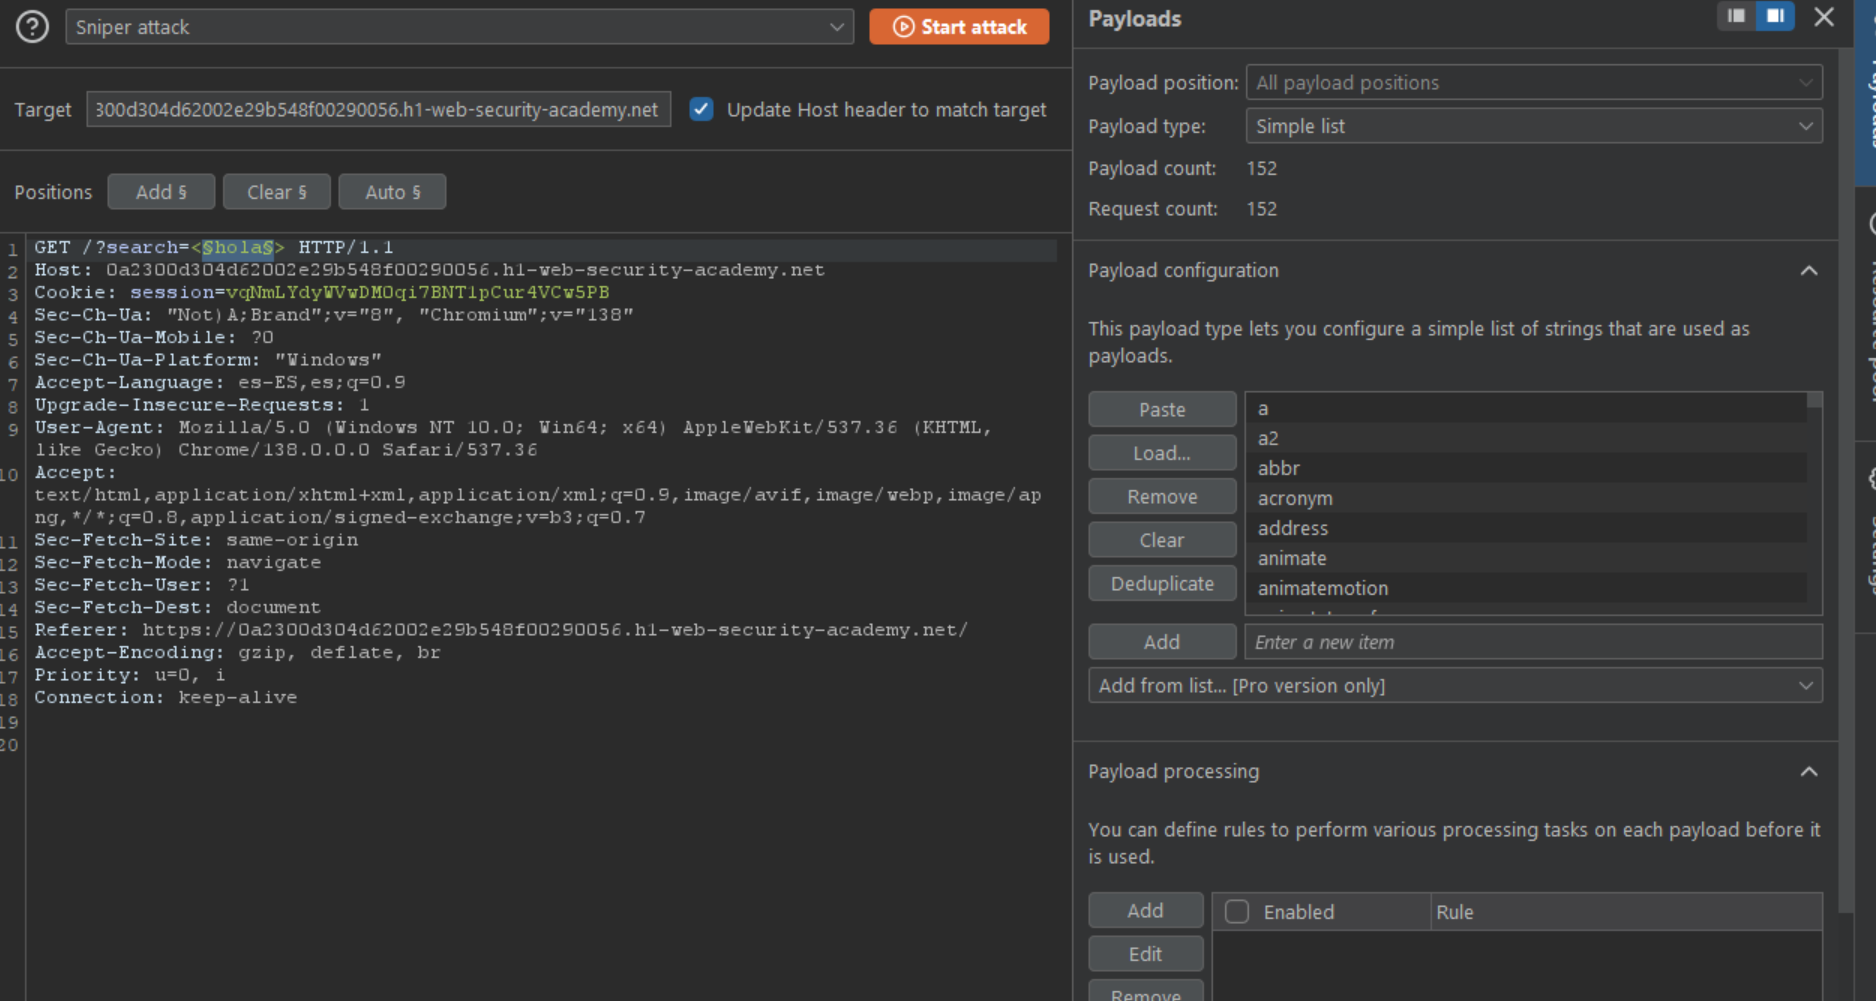 Sniper attack
Start attack
Target
300d304d62002e29b548f00290056.h1-web-security-academy.net
Update Host header to match target
Positions
Add §
Clear §
Auto §
1 GET /?search=<§hola§> HTTP/1.1
2 Host: 0a2300d304d62002e29b548f00290056.h1-web-security-academy.net
3 Cookie: session=vqNmLYdyWVwDMOqi7BNT1pCur4VCw5PB
4 Sec-Ch-Ua: "Not)A;Brand";v="8", "Chromium";v="138"
5 Sec-Ch-Ua-Mobile: ?0
6 Sec-Ch-Ua-Platform: "Windows"
7 Accept-Language: es-ES,es;q=0.9
8 Upgrade-Insecure-Requests: 1
9 User-Agent: Mozilla/5.0 (Windows NT 10.0; Win64; x64) AppleWebKit/537.36 (KHTML,
like Gecko) Chrome/138.0.0.0 Safari/537.36
10 Accept:
text/html,application/xhtml+xml,application/xml;q=0.9,image/avif,image/webp,image/ap
ng,*/*;q=0.8,application/signed-exchange;v=b3;q=0.7
11 Sec-Fetch-Site: same-origin
12 Sec-Fetch-Mode: navigate
13 Sec-Fetch-User: ?1
14 Sec-Fetch-Dest: document
15 Referer: https://0a2300d304d62002e29b548f00290056.h1-web-security-academy.net/
16 Accept-Encoding: gzip, deflate, br
17 Priority: u=0, i
18 Connection: keep-alive
19
20
Payloads
Payload position: All payload positions
Payload type: Simple list
Payload count: 152
Request count: 152
Payload configuration
This payload type lets you configure a simple list of strings that are used as
payloads.
Paste
Load...
Remove
Clear
Deduplicate
a
a2
abbr
acronym
address
animate
animatemotion
Add
Enter a new item
Add from list... [Pro version only]
Payload processing
You can define rules to perform various processing tasks on each payload before it
is used.
Add
Edit
Remove
Enabled
Rule